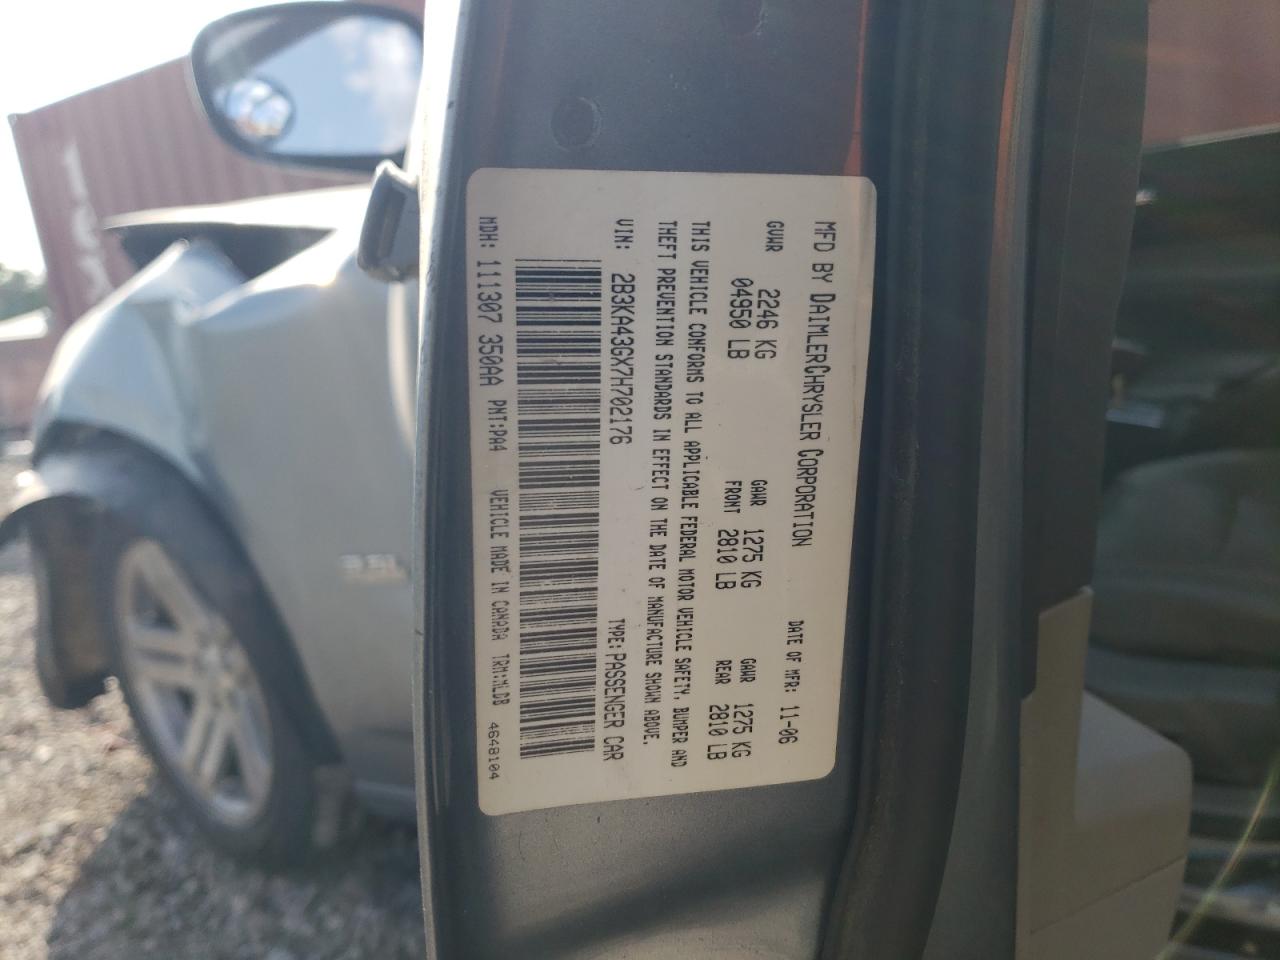 MFD BY DAIMLERCHRYSLER CORPORATION DATE OF MFR: 11-06
GVWR 2246 KG GAWR 1275 KG GAWR 1275 KG
04950 LB FRONT 2810 LB REAR 2810 LB
THIS VEHICLE CONFORMS TO ALL APPLICABLE FEDERAL MOTOR VEHICLE SAFETY, BUMPER AND
THEFT PREVENTION STANDARDS IN EFFECT ON THE DATE OF MANUFACTURE SHOWN ABOVE.
VIN: 2B3KA43GX7H702176 TYPE: PASSENGER CAR
MDH: 111307 350AA PNT:PA4 VEHICLE MADE IN CANADA TRM:MLDB 4648104
3.5L